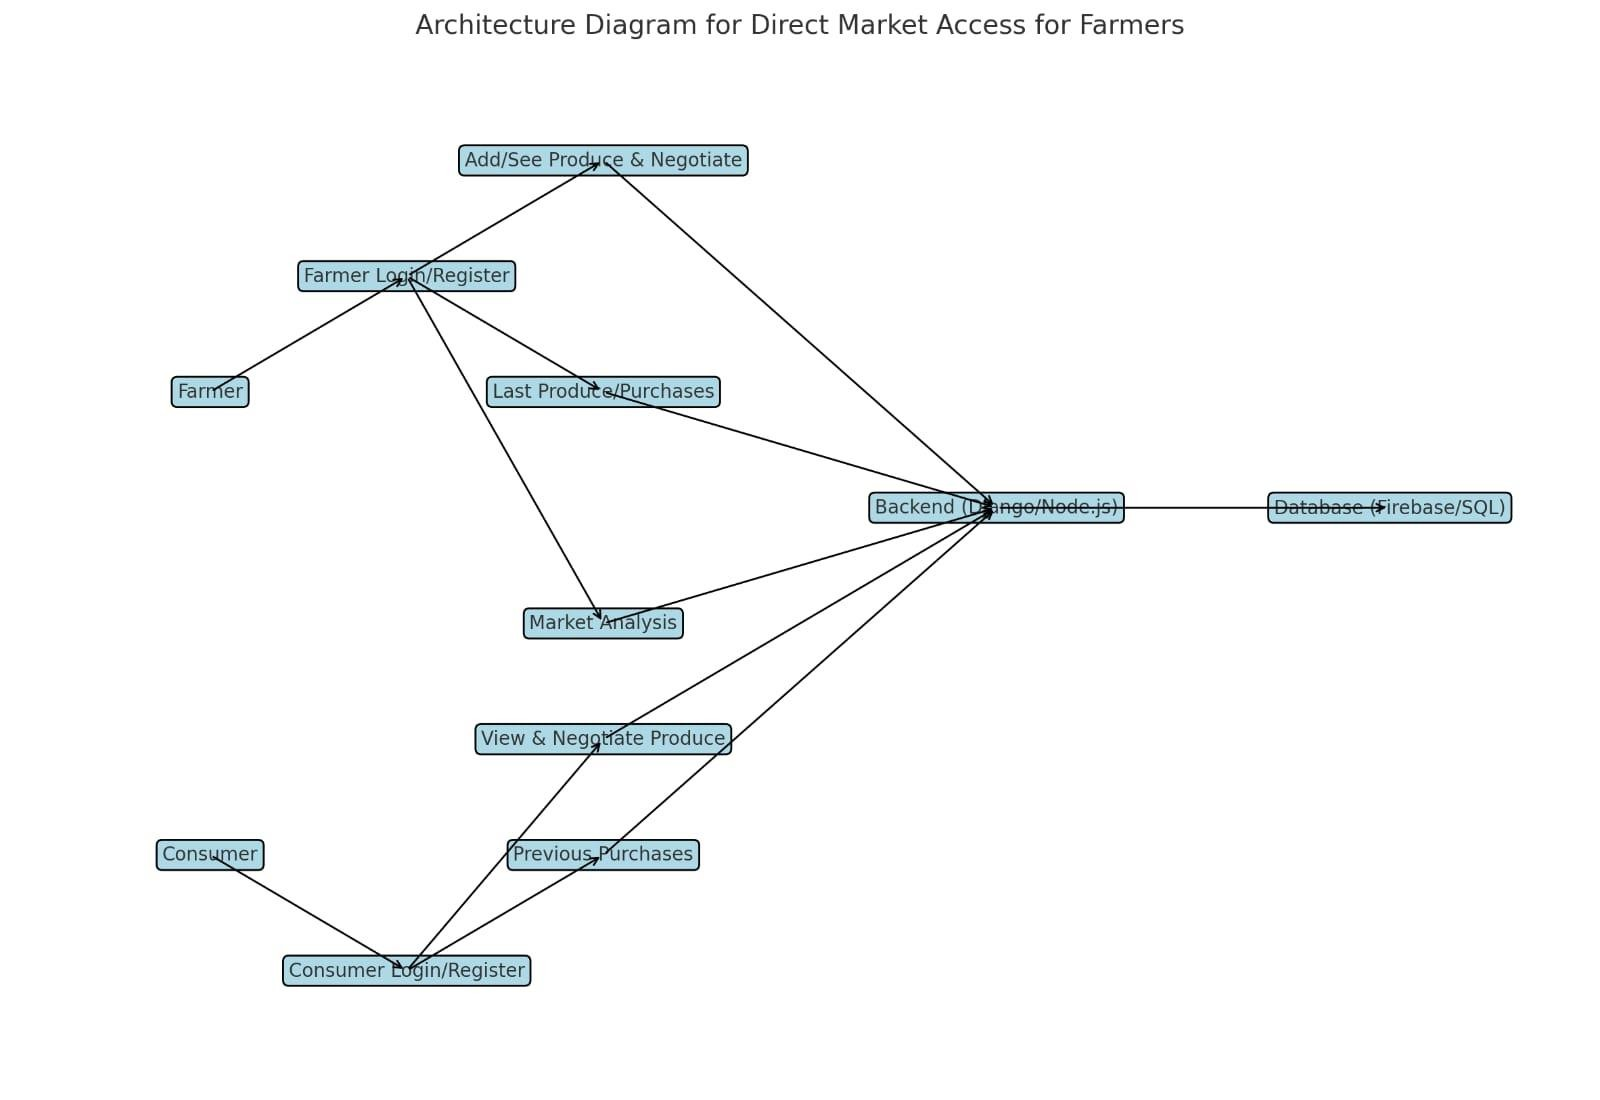 Architecture Diagram for Direct Market Access for Farmers
Add/See Produce & Negotiate
Farmer Login/Register
Farmer
Last Produce/Purchases
Backend (Django/Node.js)
Database (Firebase/SQL)
Market Analysis
View & Negotiate Produce
Consumer
Previous Purchases
Consumer Login/Register